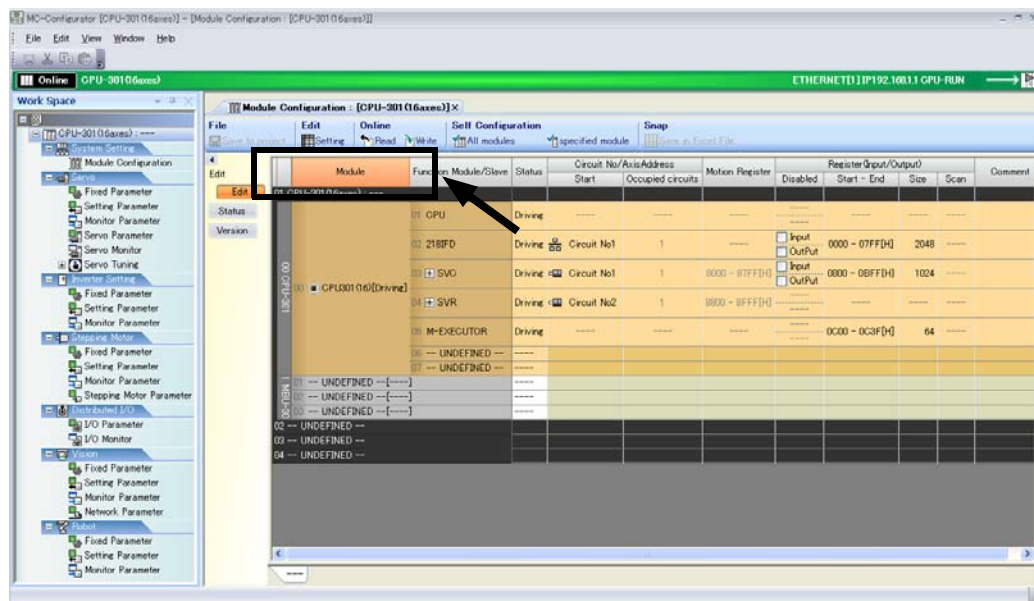 MC-Configurator [CPU-301(16axes)] - [Module Configuration : [CPU-301(16axes)]]
File Edit View Window Help
Online CPU-301(16axes) ETHERNET[1] IP192.168.1.1 CPU-RUN
Work Space
CPU-301(16axes) : ---
System Setting
Module Configuration
Servo
Fixed Parameter
Setting Parameter
Monitor Parameter
Servo Parameter
Servo Monitor
Servo Tuning
Inverter Setting
Fixed Parameter
Setting Parameter
Monitor Parameter
Stepping Motor
Fixed Parameter
Setting Parameter
Monitor Parameter
Stepping Motor Parameter
Distributed I/O
I/O Parameter
I/O Monitor
Vision
Fixed Parameter
Setting Parameter
Monitor Parameter
Network Parameter
Robot
Fixed Parameter
Setting Parameter
Monitor Parameter
Module Configuration : [CPU-301(16axes)]
File Edit Online Self Configuration Snap
Save to project Setting Read Write All modules specified module Save in Excel File
Edit
Edit
Status
Version
Module Function Module/Slave Status Circuit No/AxisAddress Motion Register Register(Input/Output) Comment
Start Occupied circuits Disabled Start - End Size Scan
01 CPU-301(16axes) : ---
00 CPU-301
00 CPU301(16)[Driving]
01 CPU Driving ---- ---- ---- ---- ---- ---- ----
02 218IFD Driving Circuit No1 1 ---- Input OutPut 0000 - 07FF[H] 2048 ----
03 SVC Driving Circuit No1 1 8000 - 87FF[H] Input OutPut 0800 - 0BFF[H] 1024 ----
04 SVR Driving Circuit No2 1 8800 - 8FFF[H] ---- ---- ---- ----
05 M-EXECUTOR Driving ---- ---- ---- ---- 0C00 - 0C3F[H] 64 ----
06 -- UNDEFINED -- ----
07 -- UNDEFINED -- ----
01 -- UNDEFINED --[----] ----
02 -- UNDEFINED --[----] ----
03 -- UNDEFINED --[----] ----
02 -- UNDEFINED --
03 -- UNDEFINED --
04 -- UNDEFINED --